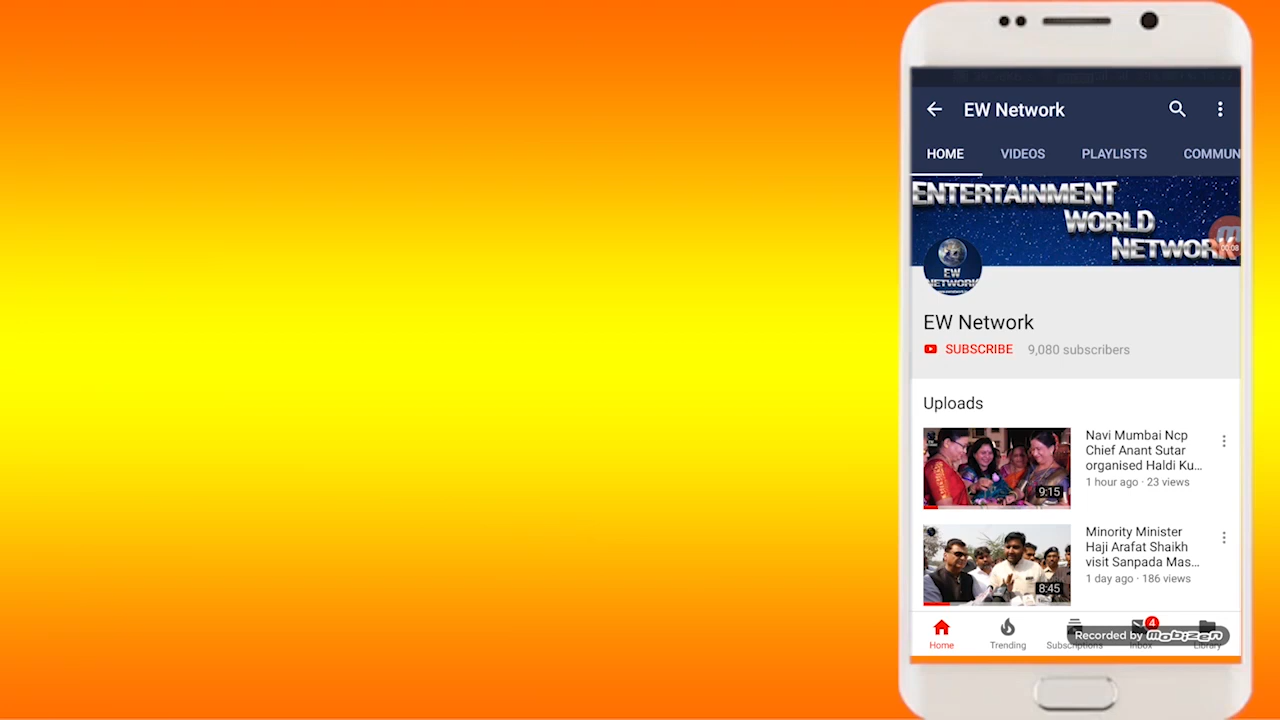 EW Network
HOME VIDEOS PLAYLISTS COMMUN
ENTERTAINMENT
WORLD
NETWORK
00:08
EW
NETWORK
EW Network
SUBSCRIBE 9,080 subscribers
Uploads
Navi Mumbai Ncp
Chief Anant Sutar
organised Haldi Ku...
1 hour ago · 23 views
9:15
Minority Minister
Haji Arafat Shaikh
visit Sanpada Mas...
1 day ago · 186 views
8:45
4
Recorded by mobizen
Home Trending Subscriptions Inbox Library